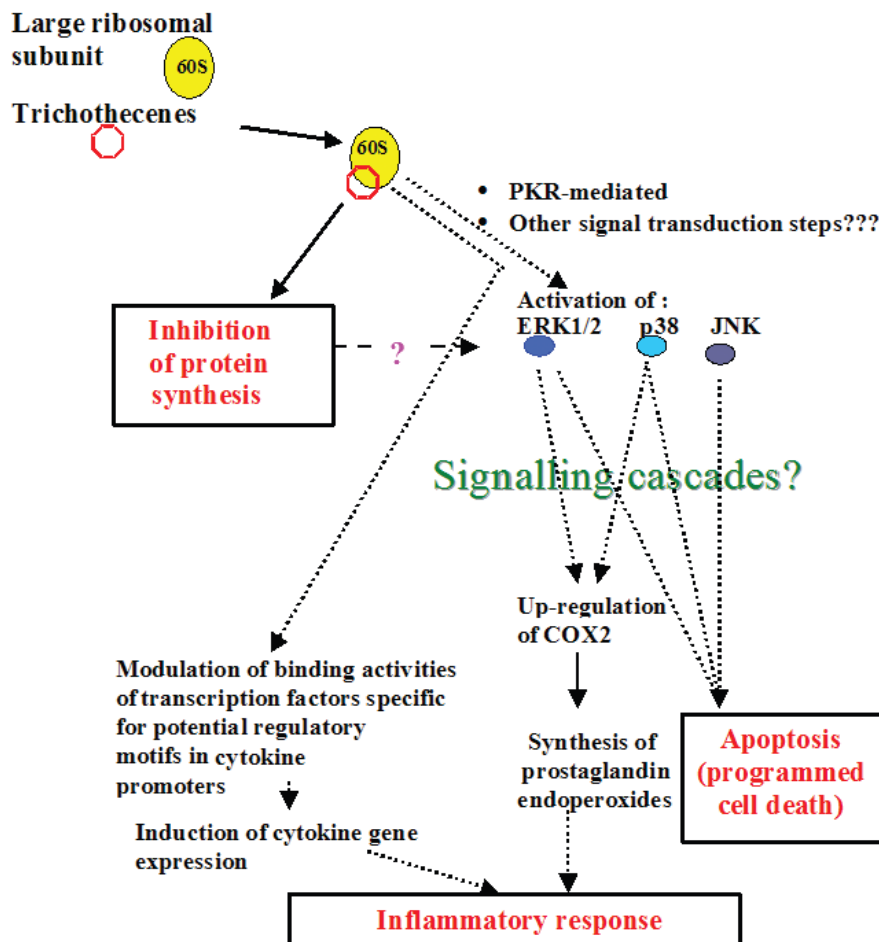 Large ribosomal
subunit
60S
Trichothecenes
60S
• PKR-mediated
• Other signal transduction steps???
Activation of :
ERK1/2 p38 JNK
Inhibition
of protein
synthesis
?
Signalling cascades?
Up-regulation
of COX2
Modulation of binding activities
of transcription factors specific
for potential regulatory
motifs in cytokine
promoters
Synthesis of
prostaglandin
endoperoxides
Apoptosis
(programmed
cell death)
Induction of cytokine gene
expression
Inflammatory response